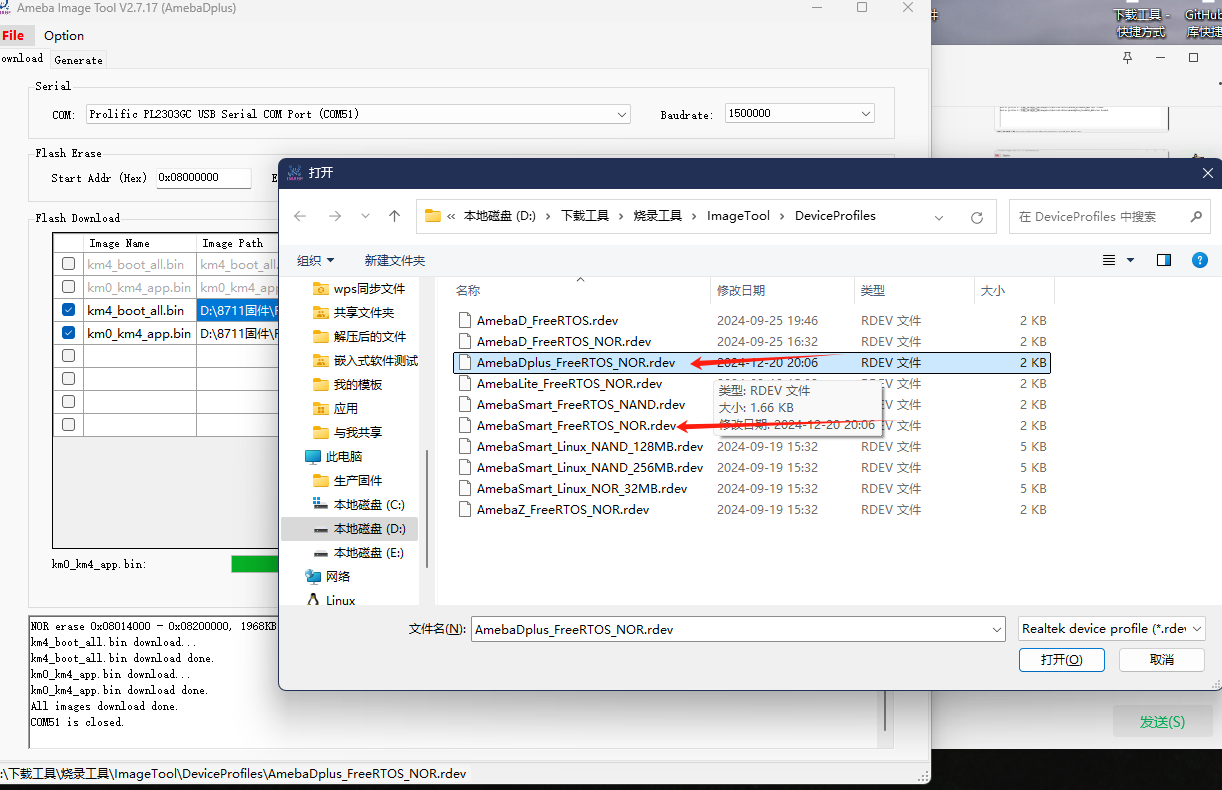 Ameba Image Tool V2.7.17 (AmebaDplus)
File Option
ownload Generate
Serial
COM: Prolific PL2303GC USB Serial COM Port (COM51) Baudrate: 1500000
Flash Erase
Start Addr (Hex) 0x08000000 E
Flash Download
Image Name Image Path
km4_boot_all.bin km4_boot_all.
km0_km4_app.bin km0_km4_app.
km4_boot_all.bin D:\8711固件\F
km0_km4_app.bin D:\8711固件\F
km0_km4_app.bin:
NOR erase 0x08014000 - 0x08200000, 1968KB
km4_boot_all.bin download...
km4_boot_all.bin download done.
km0_km4_app.bin download...
km0_km4_app.bin download done.
All images download done.
COM51 is closed.
:\下载工具\烧录工具\ImageTool\DeviceProfiles\AmebaDplus_FreeRTOS_NOR.rdev
打开
« 本地磁盘 (D:) › 下载工具 › 烧录工具 › ImageTool › DeviceProfiles
在 DeviceProfiles 中搜索
组织 新建文件夹
wps同步文件
共享文件夹
解压后的文件
嵌入式软件测试
我的模板
应用
与我共享
此电脑
生产固件
本地磁盘 (C:)
本地磁盘 (D:)
本地磁盘 (E:)
网络
Linux
名称 修改日期 类型 大小
AmebaD_FreeRTOS.rdev 2024-09-25 19:46 RDEV 文件 2 KB
AmebaD_FreeRTOS_NOR.rdev 2024-09-25 16:32 RDEV 文件 2 KB
AmebaDplus_FreeRTOS_NOR.rdev 2024-12-20 20:06 RDEV 文件 2 KB
AmebaLite_FreeRTOS_NOR.rdev EV 文件 2 KB
AmebaSmart_FreeRTOS_NAND.rdev EV 文件 2 KB
AmebaSmart_FreeRTOS_NOR.rdev EV 文件 2 KB
类型: RDEV 文件
大小: 1.66 KB
修改日期: 2024-12-20 20:06
AmebaSmart_Linux_NAND_128MB.rdev 2024-09-19 15:32 RDEV 文件 5 KB
AmebaSmart_Linux_NAND_256MB.rdev 2024-09-19 15:32 RDEV 文件 5 KB
AmebaSmart_Linux_NOR_32MB.rdev 2024-09-19 15:32 RDEV 文件 5 KB
AmebaZ_FreeRTOS_NOR.rdev 2024-09-19 15:32 RDEV 文件 2 KB
文件名(N): AmebaDplus_FreeRTOS_NOR.rdev Realtek device profile (*.rdev
打开(O) 取消
下载工具 - 快捷方式
GitHub 库快捷
发送(S)